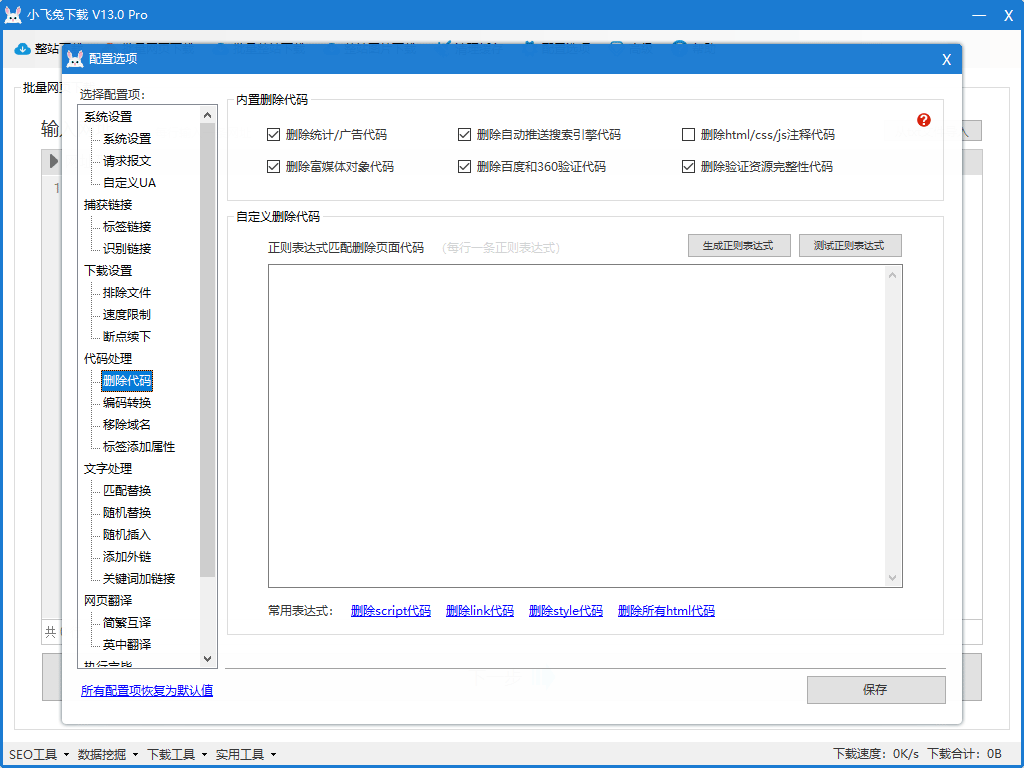 小飞兔下载 V13.0 Pro
整站
配置选项
X
X
批量网页
选择配置项:
输入
系统设置
系统设置
请求报文
自定义UA
捕获链接
标签链接
识别链接
下载设置
排除文件
速度限制
断点续下
代码处理
删除代码
编码转换
移除域名
标签添加属性
文字处理
匹配替换
随机替换
随机插入
添加外链
关键词加链接
网页翻译
简繁互译
英中翻译
执行完毕
内置删除代码
删除统计/广告代码
删除自动推送搜索引擎代码
删除html/css/js注释代码
删除富媒体对象代码
删除百度和360验证代码
删除验证资源完整性代码
自定义删除代码
正则表达式匹配删除页面代码 (每行一条正则表达式)
生成正则表达式
测试正则表达式
1
共
常用表达式: 删除script代码 删除link代码 删除style代码 删除所有html代码
所有配置项恢复为默认值
保存
SEO工具 数据挖掘 下载工具 实用工具
下载速度: 0K/s 下载合计: 0B